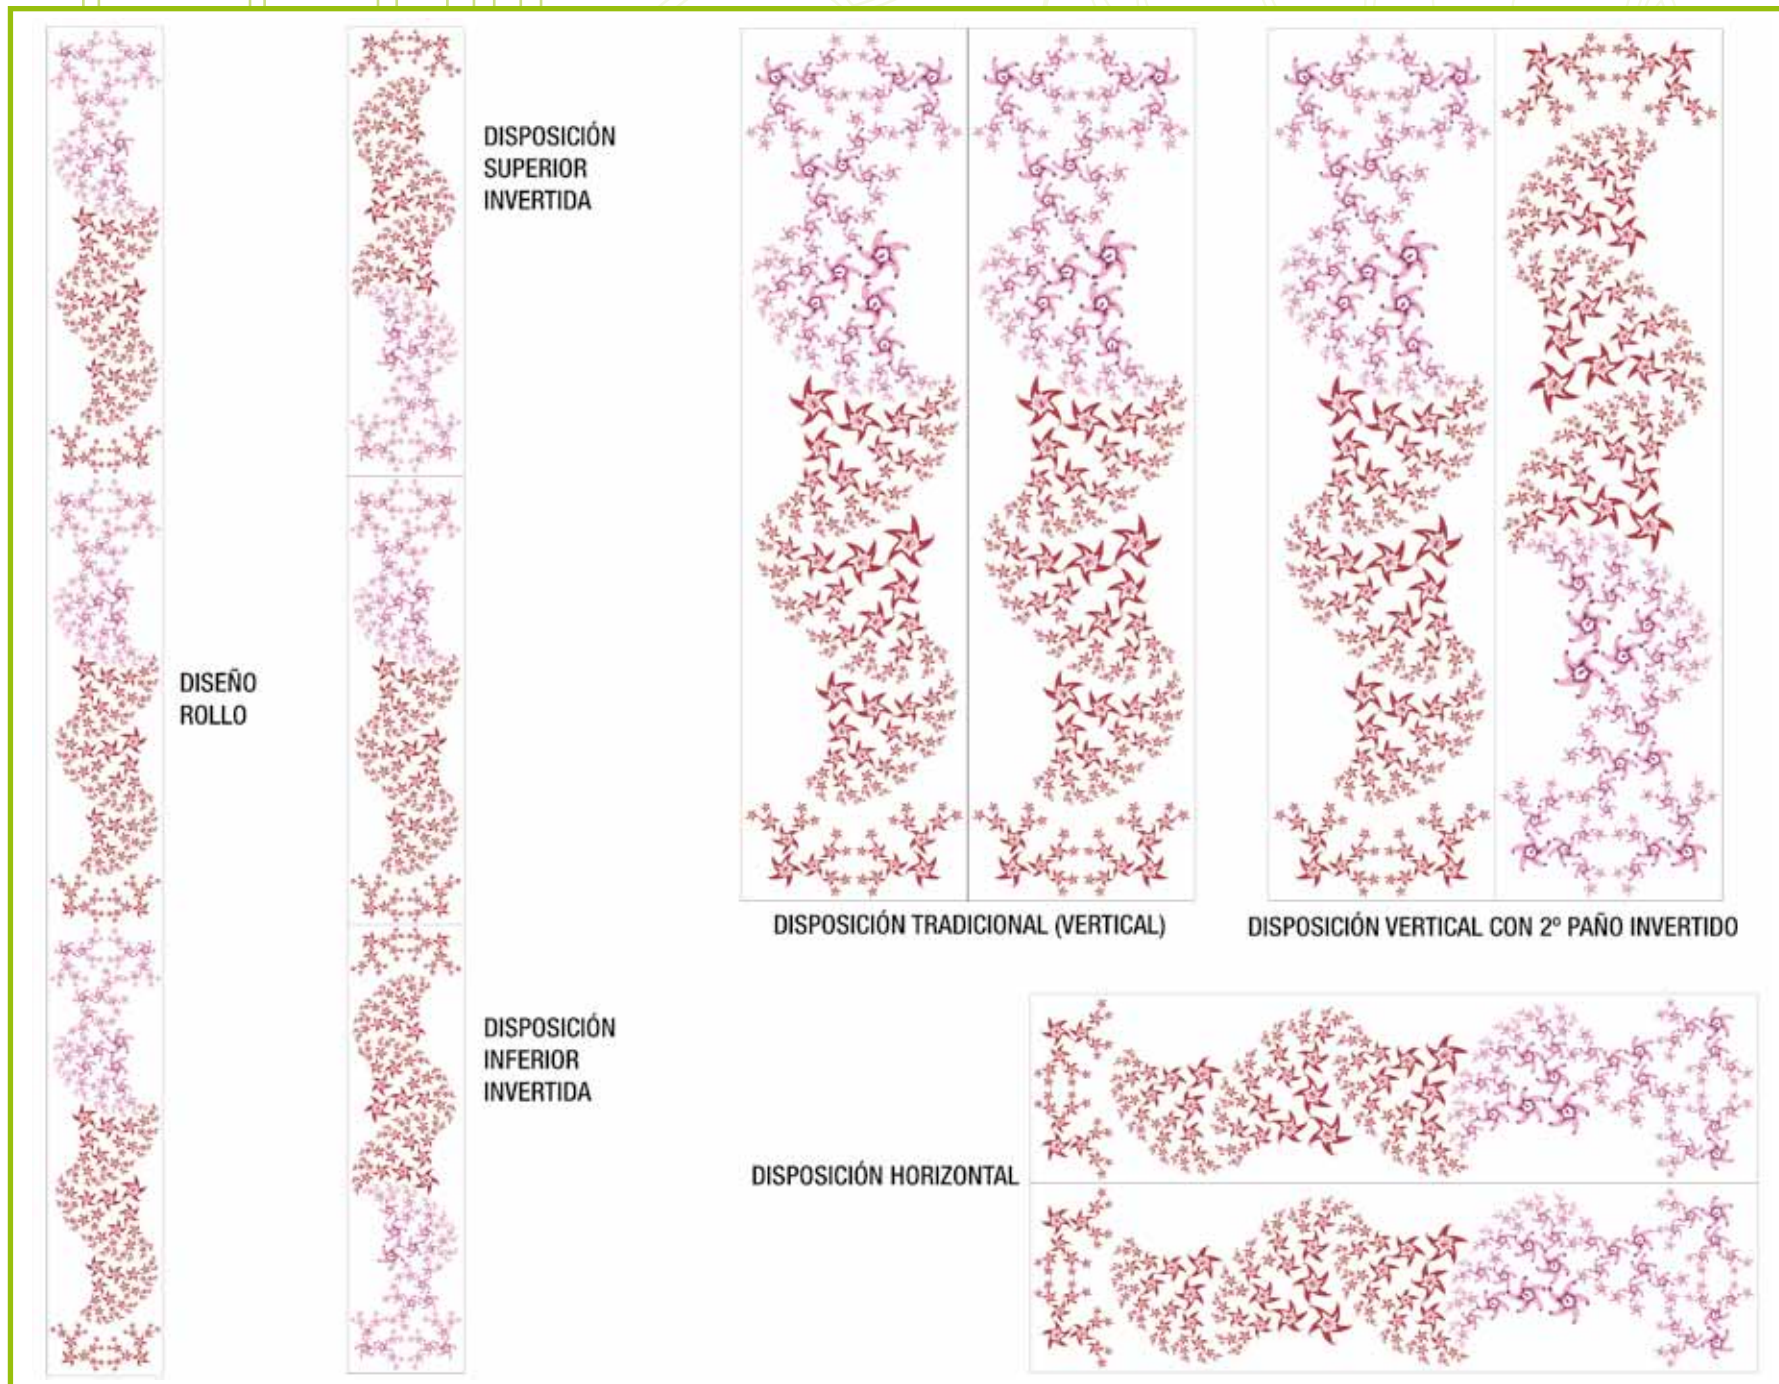 DISPOSICIÓN
SUPERIOR
INVERTIDA
DISEÑO
ROLLO
DISPOSICIÓN TRADICIONAL (VERTICAL)
DISPOSICIÓN VERTICAL CON 2º PAÑO INVERTIDO
DISPOSICIÓN
INFERIOR
INVERTIDA
DISPOSICIÓN HORIZONTAL